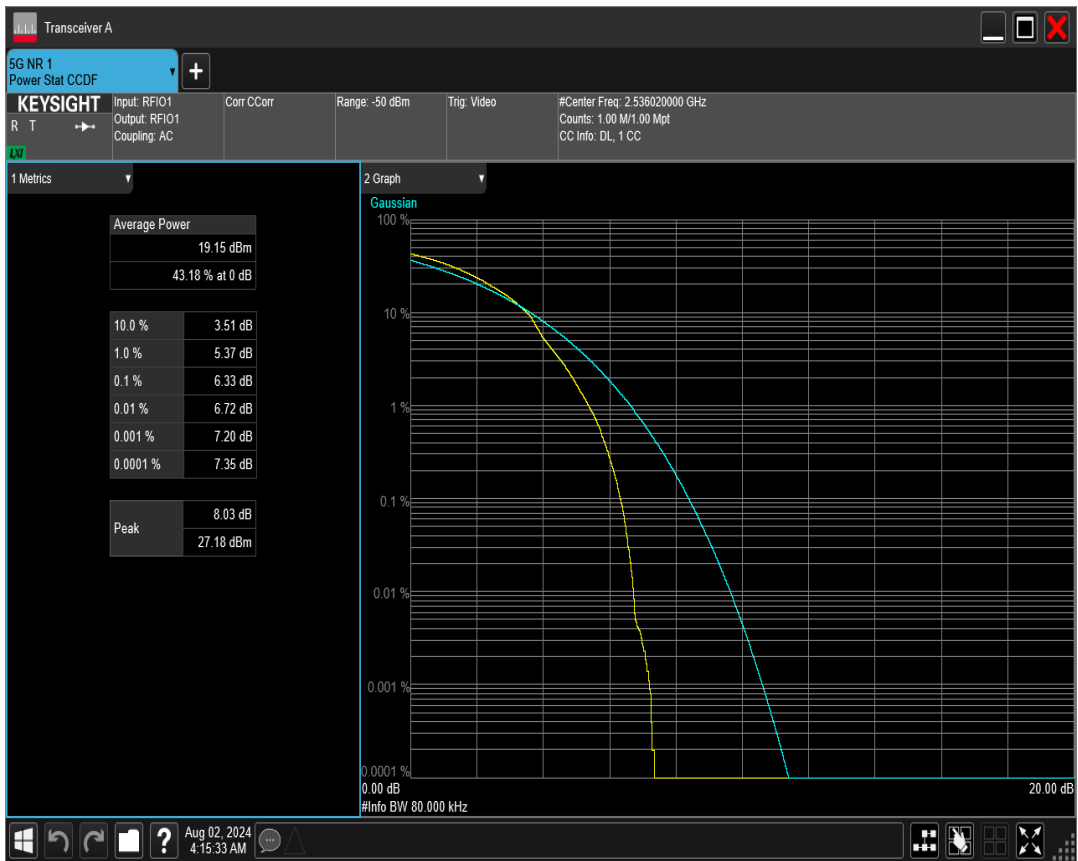 Transceiver A
5G NR 1
Power Stat CCDF
+
KEYSIGHT
R T
LXI
Input: RFIO1
Output: RFIO1
Coupling: AC
Corr CCorr
Range: -50 dBm
Trig: Video
#Center Freq: 2.536020000 GHz
Counts: 1.00 M/1.00 Mpt
CC Info: DL, 1 CC
1 Metrics
Average Power
19.15 dBm
43.18 % at 0 dB
10.0 % 3.51 dB
1.0 % 5.37 dB
0.1 % 6.33 dB
0.01 % 6.72 dB
0.001 % 7.20 dB
0.0001 % 7.35 dB
Peak
8.03 dB
27.18 dBm
2 Graph
Gaussian
100 %
10 %
1 %
0.1 %
0.01 %
0.001 %
0.0001 %
0.00 dB 20.00 dB
#Info BW 80.000 kHz
?
Aug 02, 2024
4:15:33 AM